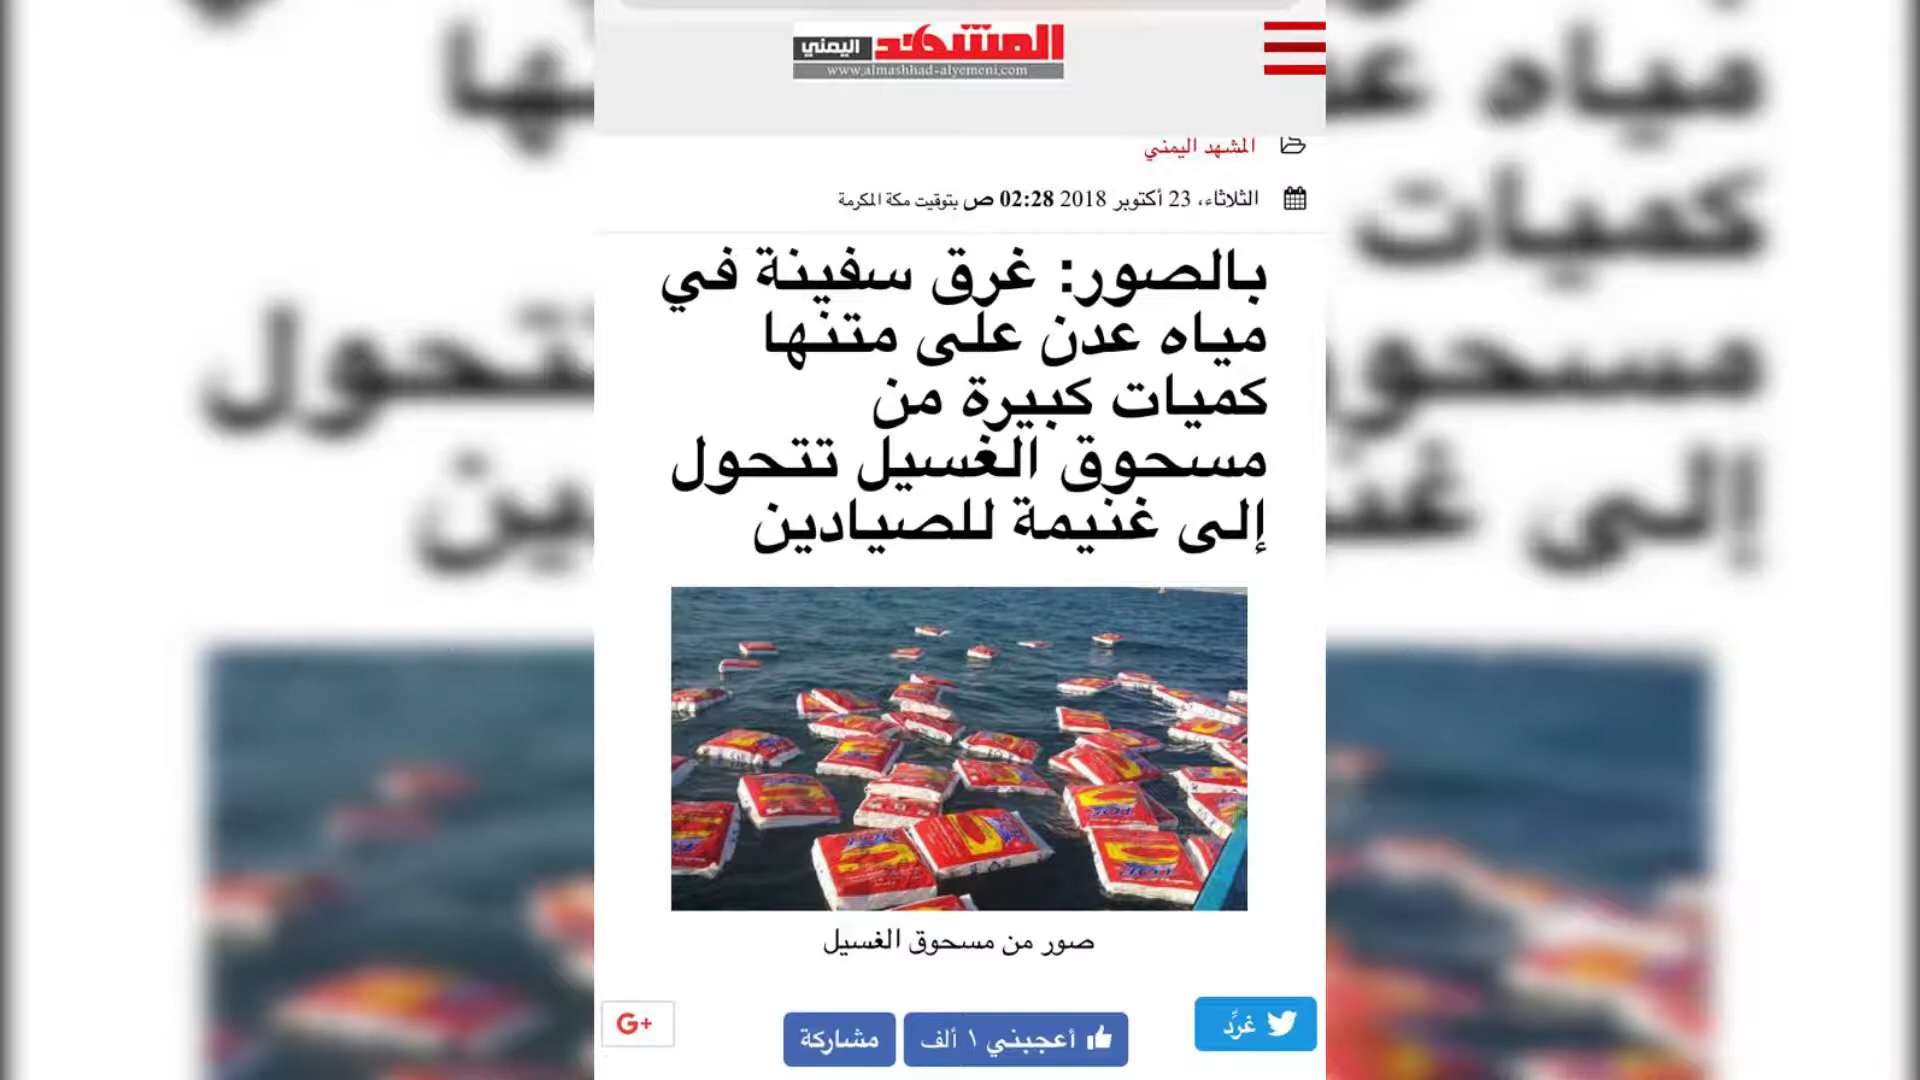 المشهد اليمني
www.almashhad-alyemeni.com
المشهد اليمني
الثلاثاء، 23 أكتوبر 2018 02:28 ص بتوقيت مكة المكرمة
بالصور: غرق سفينة في
مياه عدن على متنها
كميات كبيرة من
مسحوق الغسيل تتحول
إلى غنيمة للصيادين
صور من مسحوق الغسيل
غرِّد
أعجبني ١ ألف
مشاركة
G+